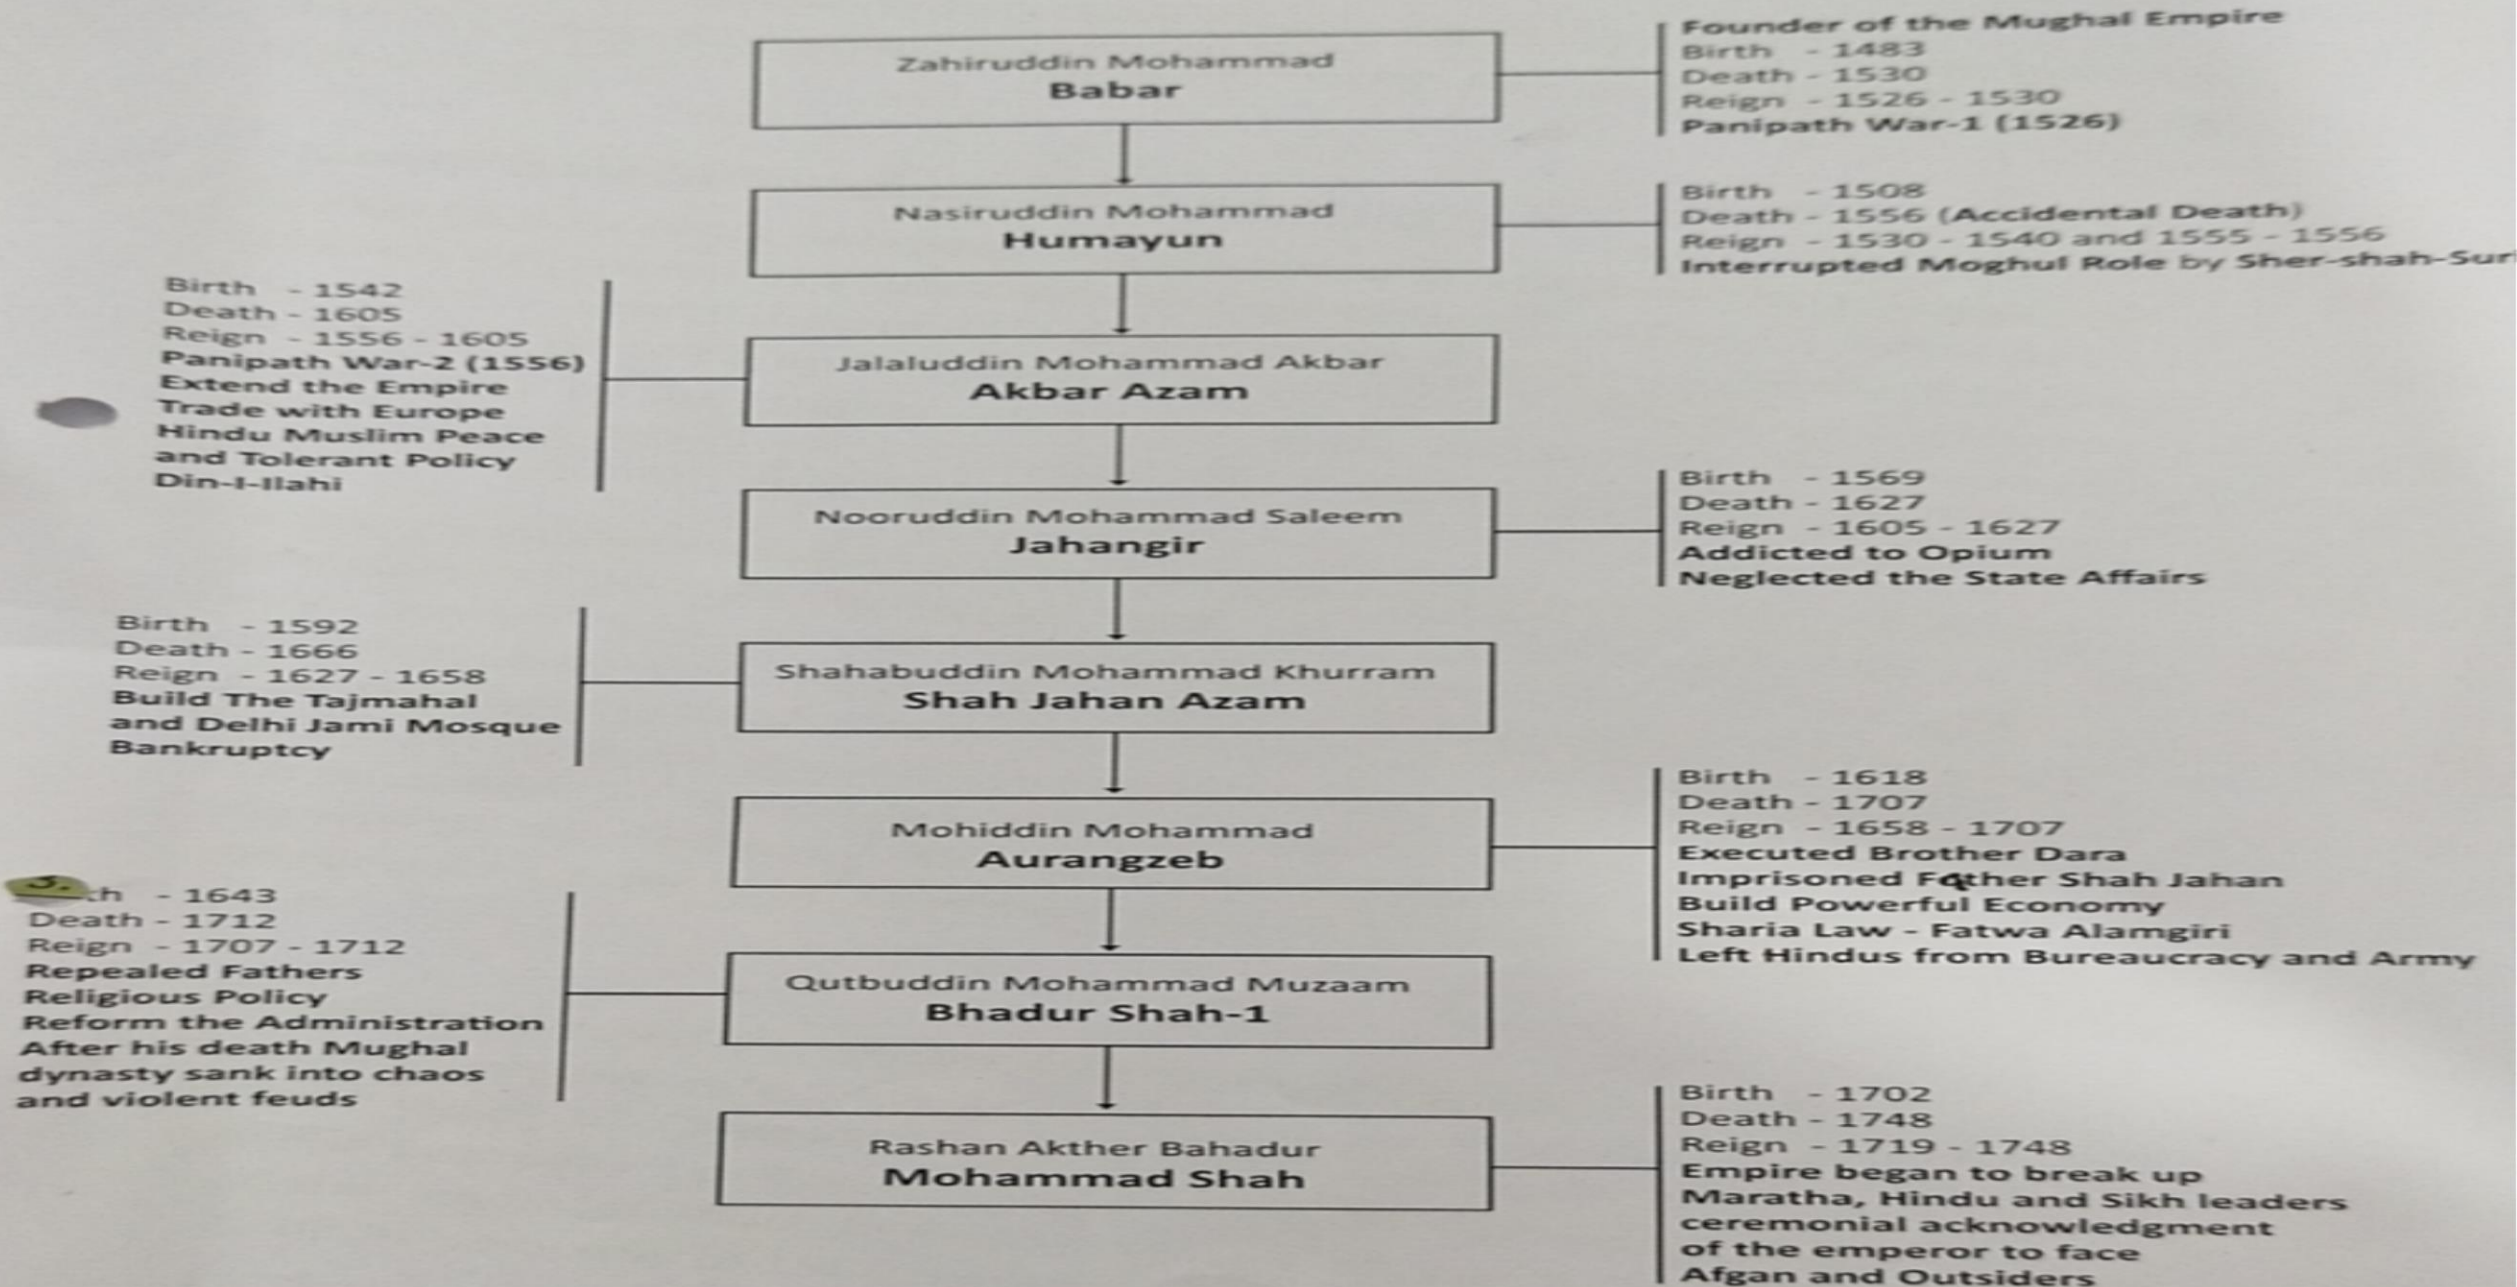 Zahiruddin Mohammad
Babar
Founder of the Mughal Empire
Birth - 1483
Death - 1530
Reign - 1526 - 1530
Panipath War-1 (1526)
Nasiruddin Mohammad
Humayun
Birth - 1508
Death - 1556 (Accidental Death)
Reign - 1530 - 1540 and 1555 - 1556
Interrupted Moghul Role by Sher-shah-Sur
Birth - 1542
Death - 1605
Reign - 1556 - 1605
Panipath War-2 (1556)
Extend the Empire
Trade with Europe
Hindu Muslim Peace
and Tolerant Policy
Din-I-Ilahi
Jalaluddin Mohammad Akbar
Akbar Azam
Nooruddin Mohammad Saleem
Jahangir
Birth - 1569
Death - 1627
Reign - 1605 - 1627
Addicted to Opium
Neglected the State Affairs
Birth - 1592
Death - 1666
Reign - 1627 - 1658
Build The Tajmahal
and Delhi Jami Mosque
Bankruptcy
Shahabuddin Mohammad Khurram
Shah Jahan Azam
Mohiddin Mohammad
Aurangzeb
Birth - 1618
Death - 1707
Reign - 1658 - 1707
Executed Brother Dara
Imprisoned Father Shah Jahan
Build Powerful Economy
Sharia Law - Fatwa Alamgiri
Left Hindus from Bureaucracy and Army
3.
th - 1643
Death - 1712
Reign - 1707 - 1712
Repealed Fathers
Religious Policy
Reform the Administration
After his death Mughal
dynasty sank into chaos
and violent feuds
Qutbuddin Mohammad Muzaam
Bhadur Shah-1
Rashan Akther Bahadur
Mohammad Shah
Birth - 1702
Death - 1748
Reign - 1719 - 1748
Empire began to break up
Maratha, Hindu and Sikh leaders
ceremonial acknowledgment
of the emperor to face
Afgan and Outsiders